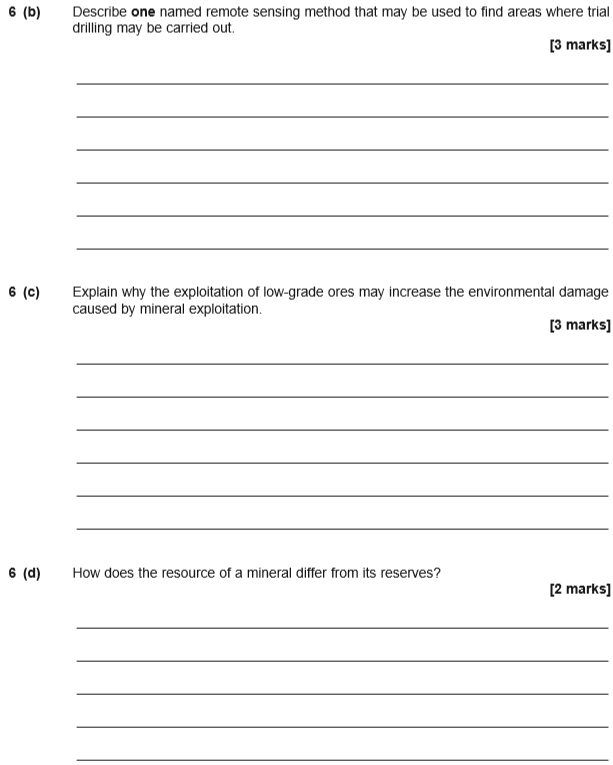 6 (b) Describe one named remote sensing method that may be used to find areas where trial
drilling may be carried out.
[3 marks]
6 (c) Explain why the exploitation of low-grade ores may increase the environmental damage
caused by mineral exploitation.
[3 marks]
6 (d) How does the resource of a mineral differ from its reserves?
[2 marks]